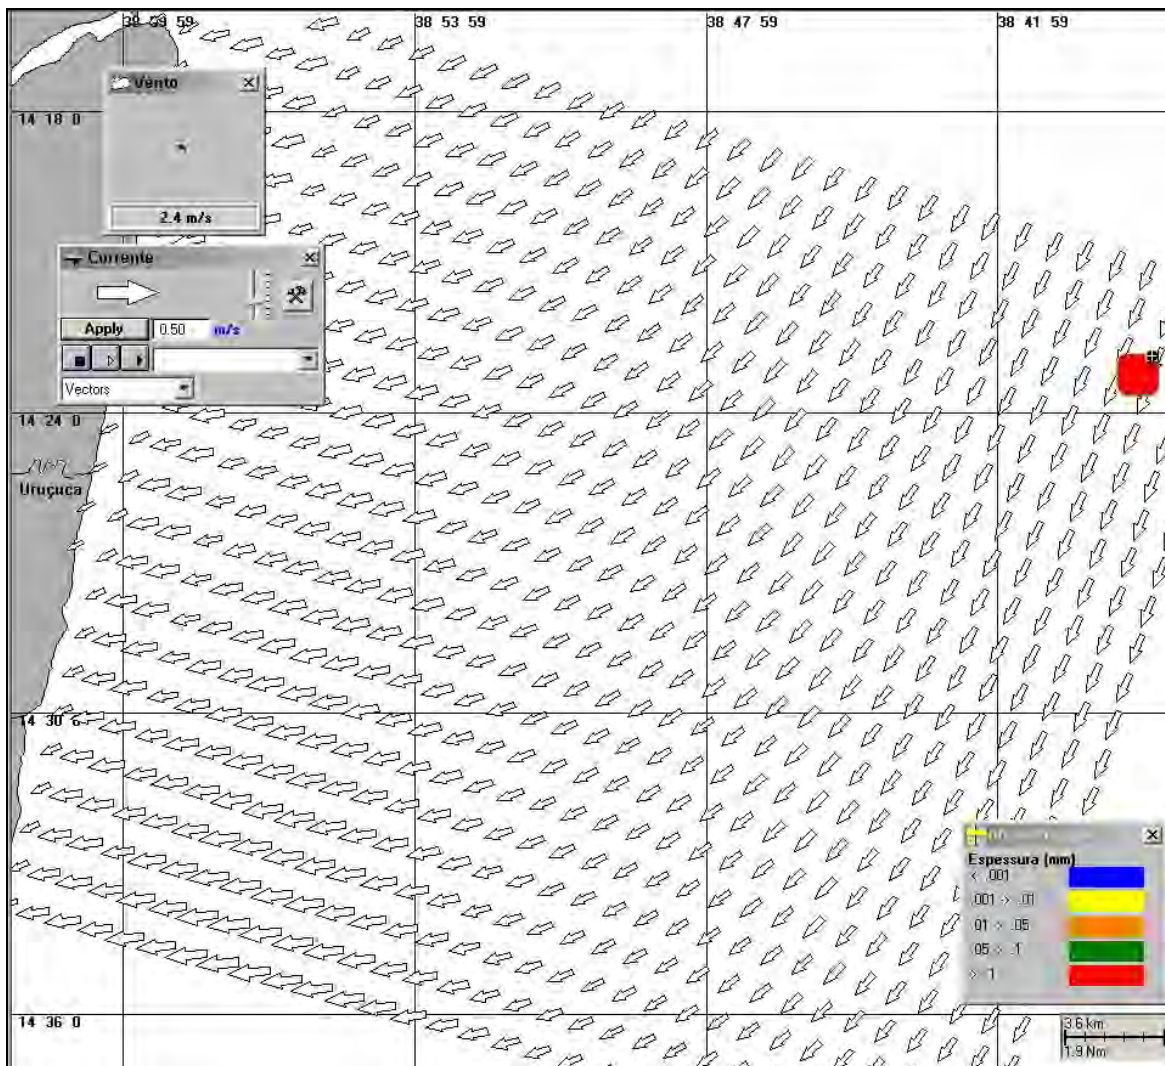 38 59 59
38 53 59
38 47 59
38 41 59
Vento
14 18 0
2.4 m/s
Currente
Apply
0.50
m/s
Vectors
14 24 0
Uruçuca
14 30 0
Espessura (mm)
< .001
.001 > .01
.01 > .05
.05 > .1
> .1
14 36 0
3.6 km
1.9 Nm